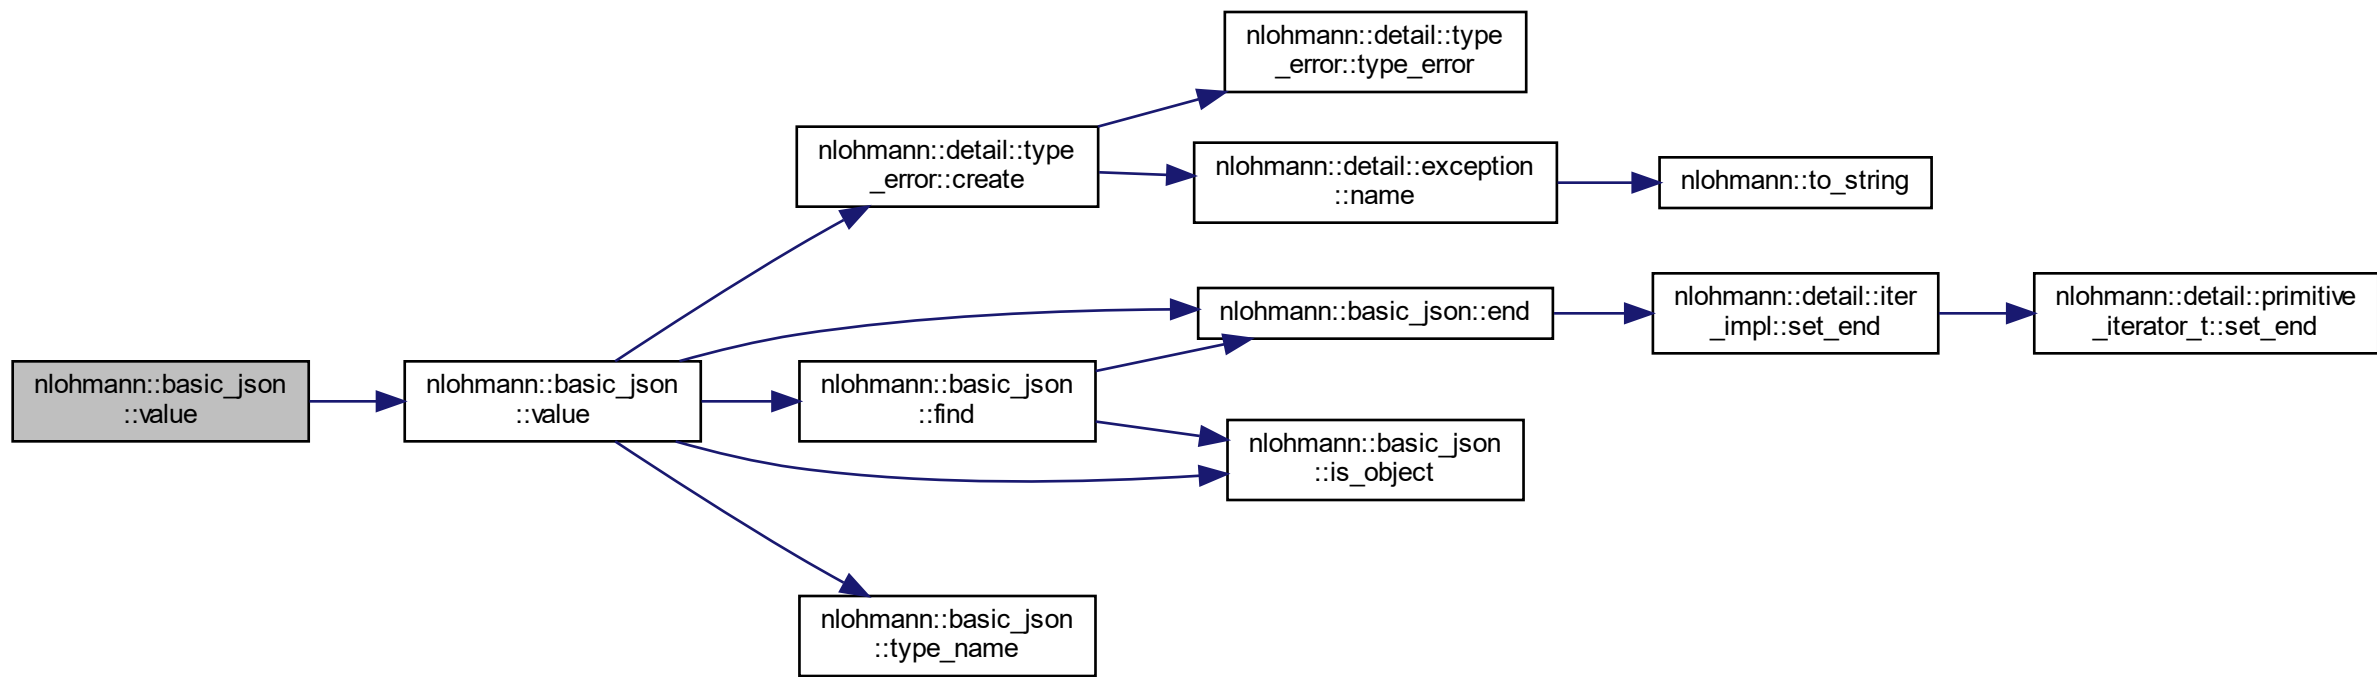 nlohmann::basic_json
::value
nlohmann::basic_json
::value
nlohmann::detail::type
_error::create
nlohmann::detail::type
_error::type_error
nlohmann::detail::exception
::name
nlohmann::to_string
nlohmann::basic_json::end
nlohmann::detail::iter
_impl::set_end
nlohmann::detail::primitive
_iterator_t::set_end
nlohmann::basic_json
::find
nlohmann::basic_json
::is_object
nlohmann::basic_json
::type_name